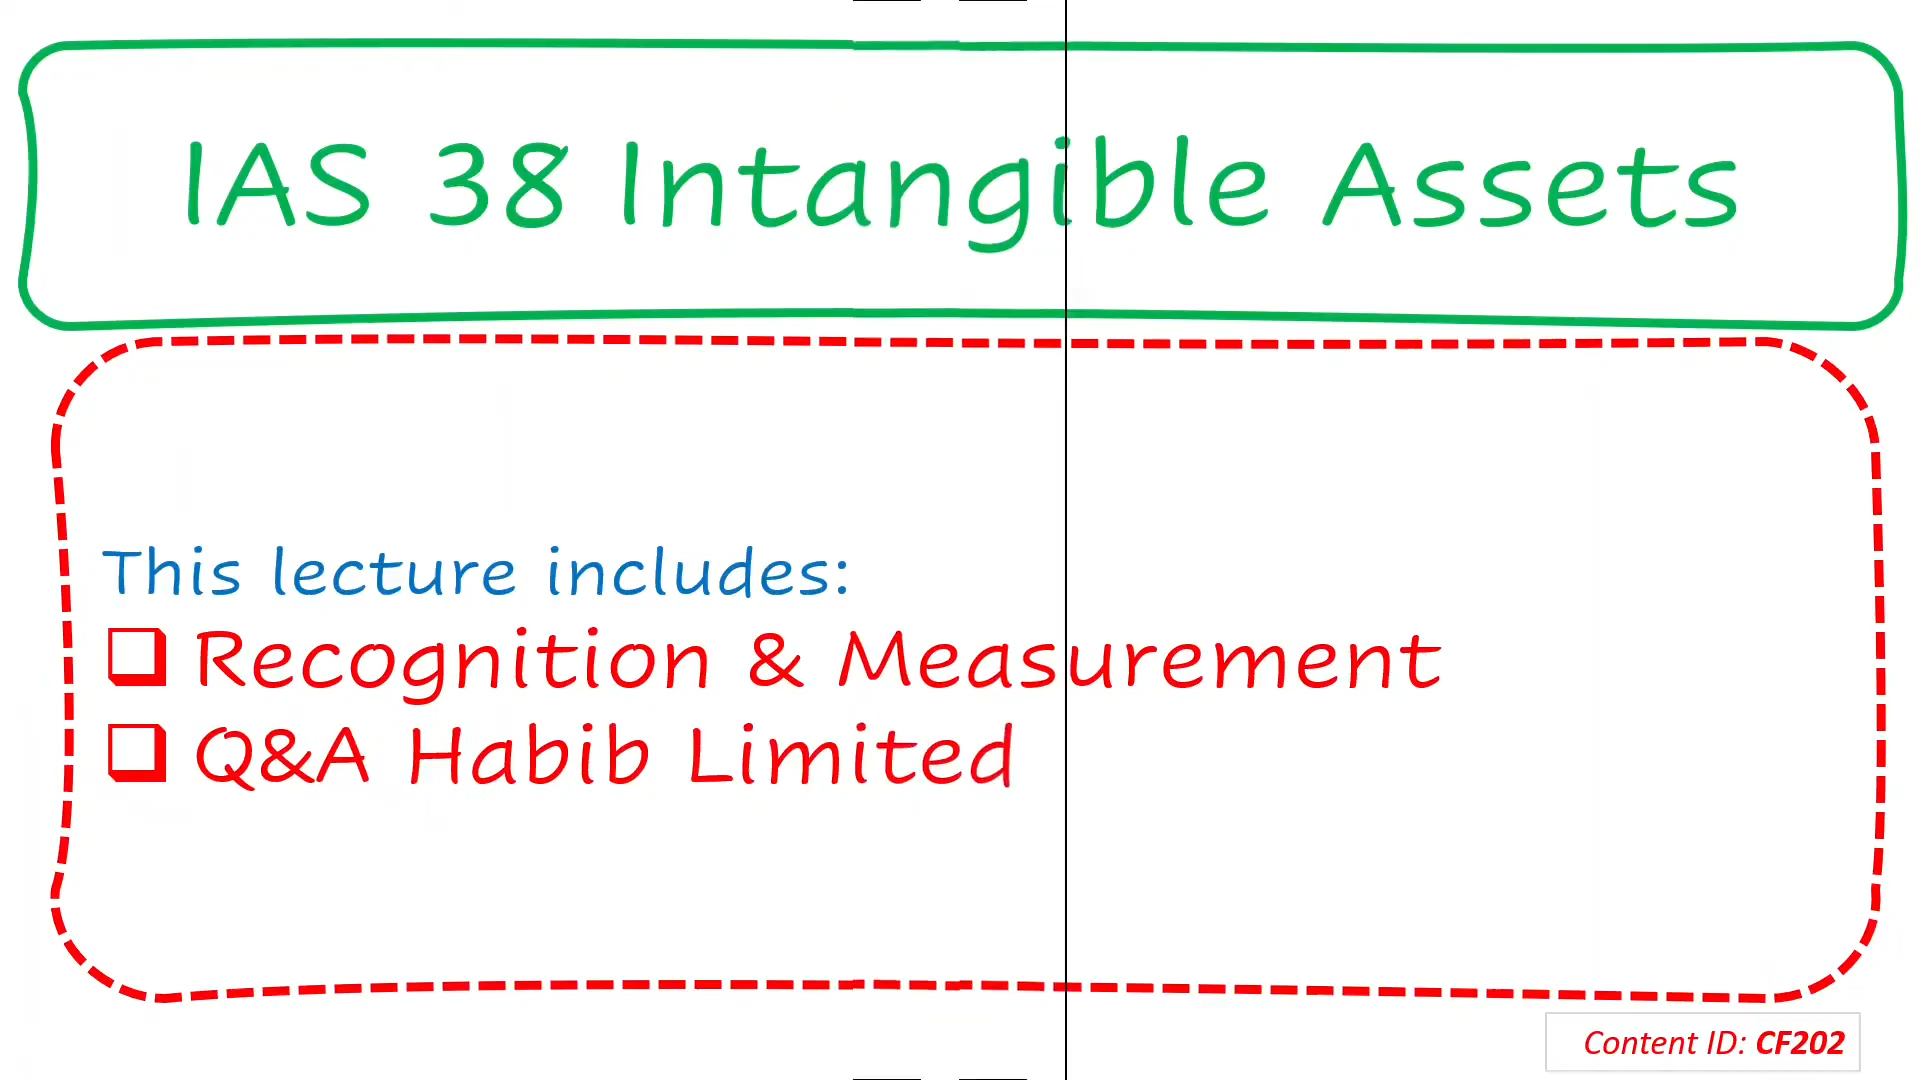 IAS 38 Intangible Assets
This lecture includes:
❑ Recognition & Measurement
❑ Q&A Habib Limited
Content ID: CF202